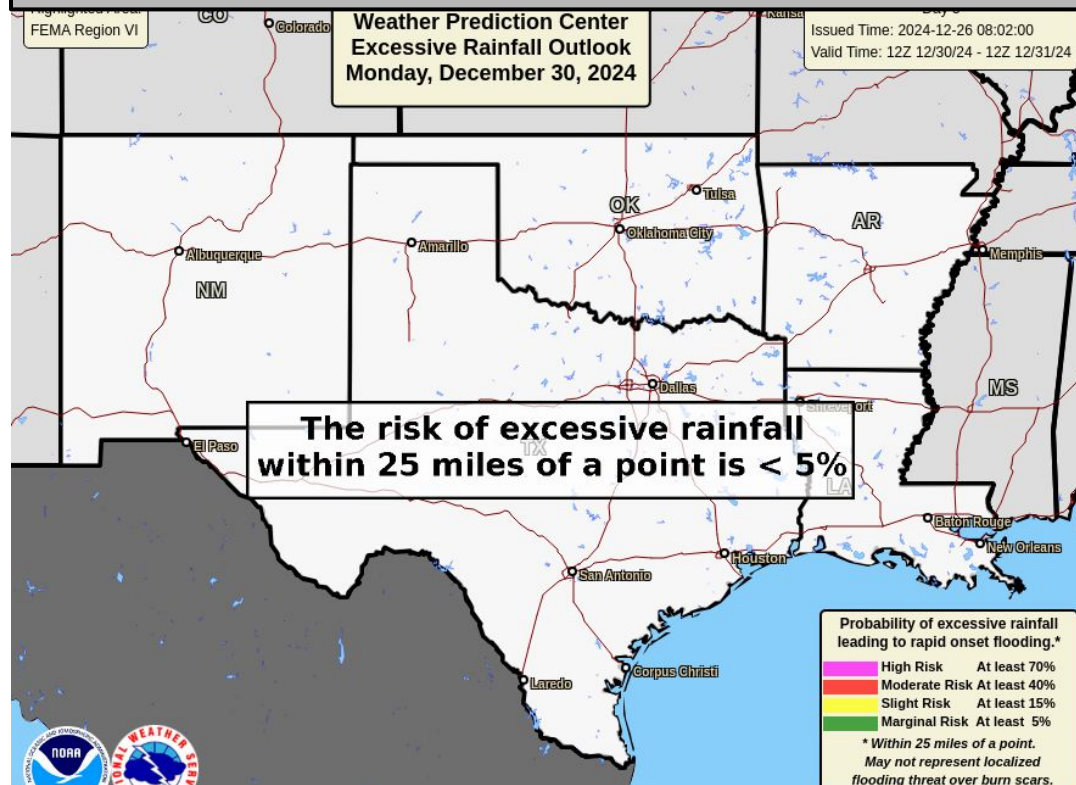 FEMA Region VI
Weather Prediction Center
Excessive Rainfall Outlook
Monday, December 30, 2024
Issued Time: 2024-12-26 08:02:00
Valid Time: 12Z 12/30/24 - 12Z 12/31/24
CO
Colorado
Kansa
Tulsa
OK
Oklahoma City
AR
Amarillo
Albuquerque
Memphis
NM
Dallas
MS
Shreveport
The risk of excessive rainfall
within 25 miles of a point is < 5%
El Paso
TX
LA
Baton Rouge
New Orleans
Houston
San Antonio
Corpus Christi
Laredo
Probability of excessive rainfall
leading to rapid onset flooding.*
High Risk At least 70%
Moderate Risk At least 40%
Slight Risk At least 15%
Marginal Risk At least 5%
* Within 25 miles of a point.
May not represent localized
flooding threat over burn scars.
NOAA